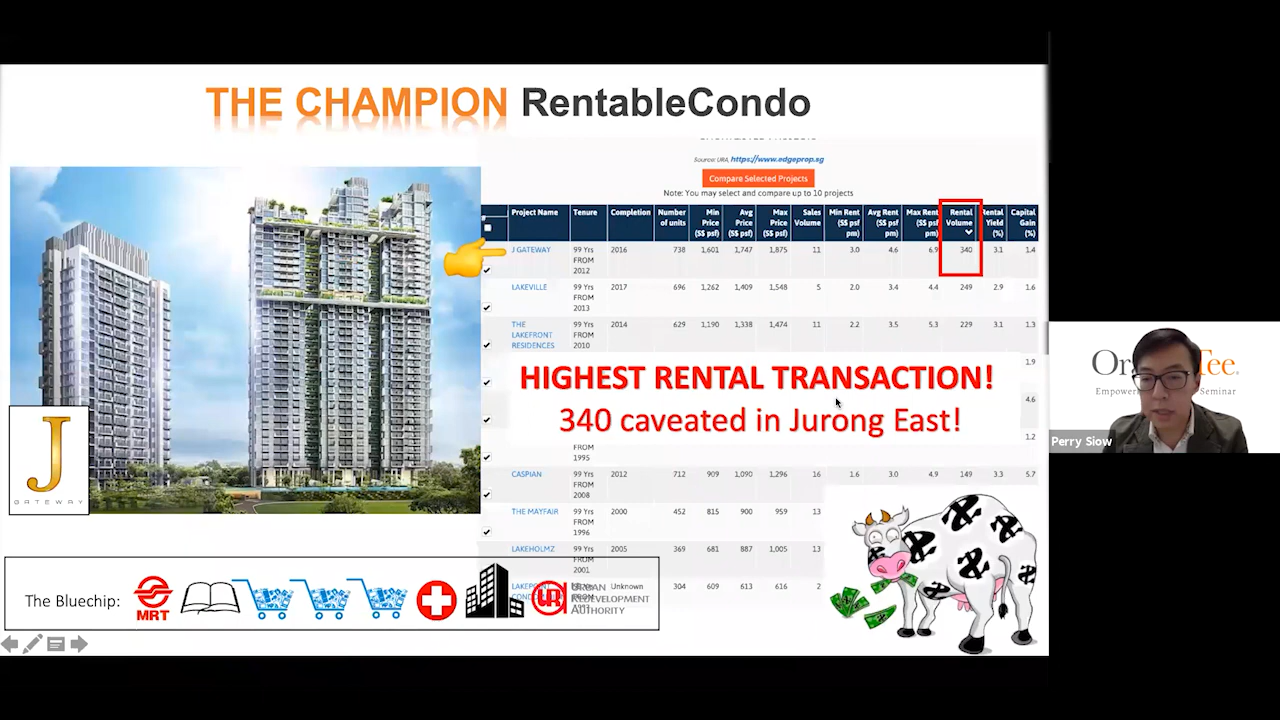 THE CHAMPION RentableCondo
Source: URA, https://www.edgeprop.sg
Compare Selected Projects
Note: You may select and compare up to 10 projects
Project Name Tenure Completion Number of units Min Price (S$ psf) Avg Price (S$ psf) Max Price (S$ psf) Sales Volume Min Rent (S$ psf pm) Avg Rent (S$ psf pm) Max Rent (S$ psf pm) Rental Volume Rental Yield (%) Capital Gain (%)
J GATEWAY 99 Yrs FROM 2012 2016 738 1,601 1,747 1,875 11 3.0 4.6 6.9 340 3.1 1.4
LAKEVILLE 99 Yrs FROM 2013 2017 696 1,262 1,409 1,548 5 2.0 3.4 4.4 249 2.9 1.6
THE LAKEFRONT RESIDENCES 99 Yrs FROM 2010 2014 629 1,190 1,338 1,474 11 2.2 3.5 5.3 229 3.1 1.3
1.9
HIGHEST RENTAL TRANSACTION!
4.6
340 caveated in Jurong East!
1.2
FROM 1995
CASPIAN 99 Yrs FROM 2008 2012 712 909 1,090 1,296 16 1.6 3.0 4.9 149 3.3 5.7
THE MAYFAIR 99 Yrs FROM 1996 2000 452 815 900 959 13
LAKEHOLMZ 99 Yrs FROM 2001 2005 369 681 887 1,005 13
Unknown 304 609 613 616 2
J
GATEWAY
The Bluechip:
MRT
URBAN
REDEVELOPMENT
AUTHORITY
Empower
Seminar
Perry Siow